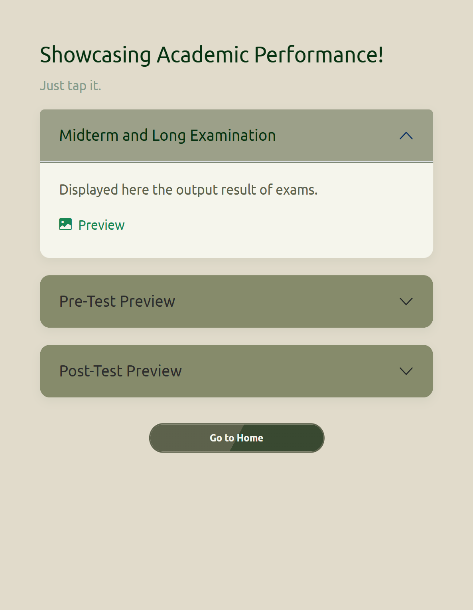 Showcasing Academic Performance!
Just tap it.
Midterm and Long Examination
Displayed here the output result of exams.
Preview
Pre-Test Preview
Post-Test Preview
Go to Home